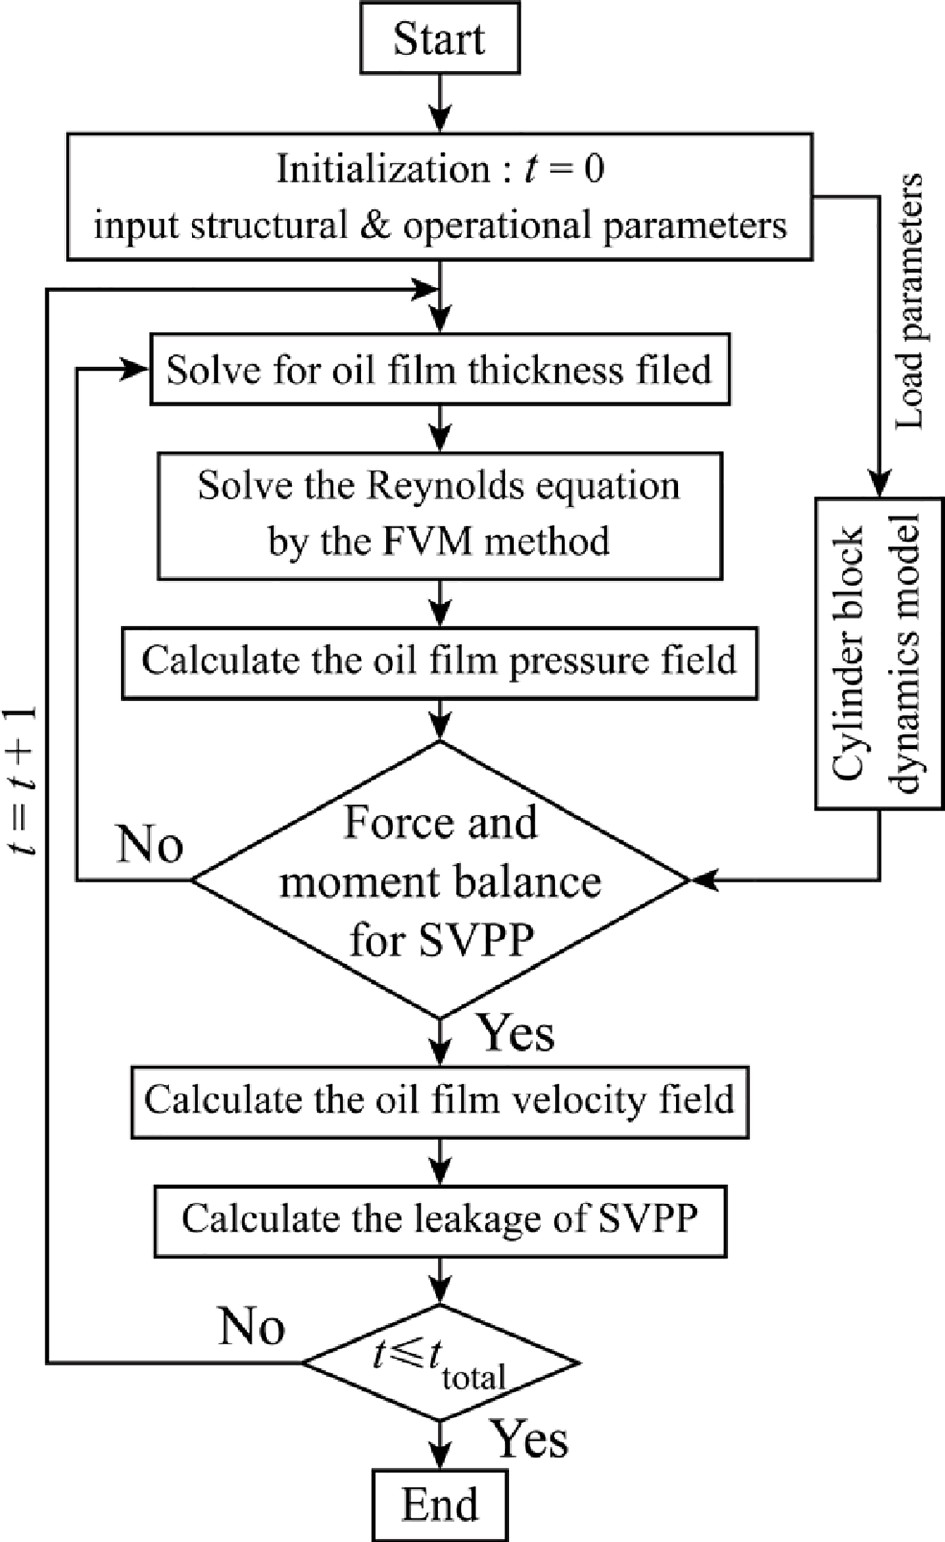 Start
Initialization : t = 0
input structural & operational parameters
Load parameters
Solve for oil film thickness filed
Solve the Reynolds equation
by the FVM method
Cylinder block
dynamics model
Calculate the oil film pressure field
Force and
moment balance
for SVPP
No
Yes
t = t + 1
Calculate the oil film velocity field
Calculate the leakage of SVPP
t⩽t_total
No
Yes
End